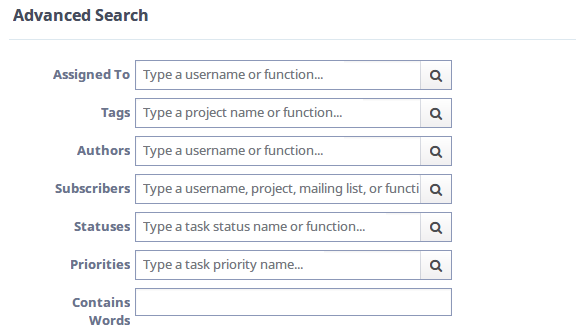 Advanced Search
Assigned To Type a username or function...
Tags Type a project name or function...
Authors Type a username or function...
Subscribers Type a username, project, mailing list, or functi
Statuses Type a task status name or function...
Priorities Type a task priority name...
Contains
Words